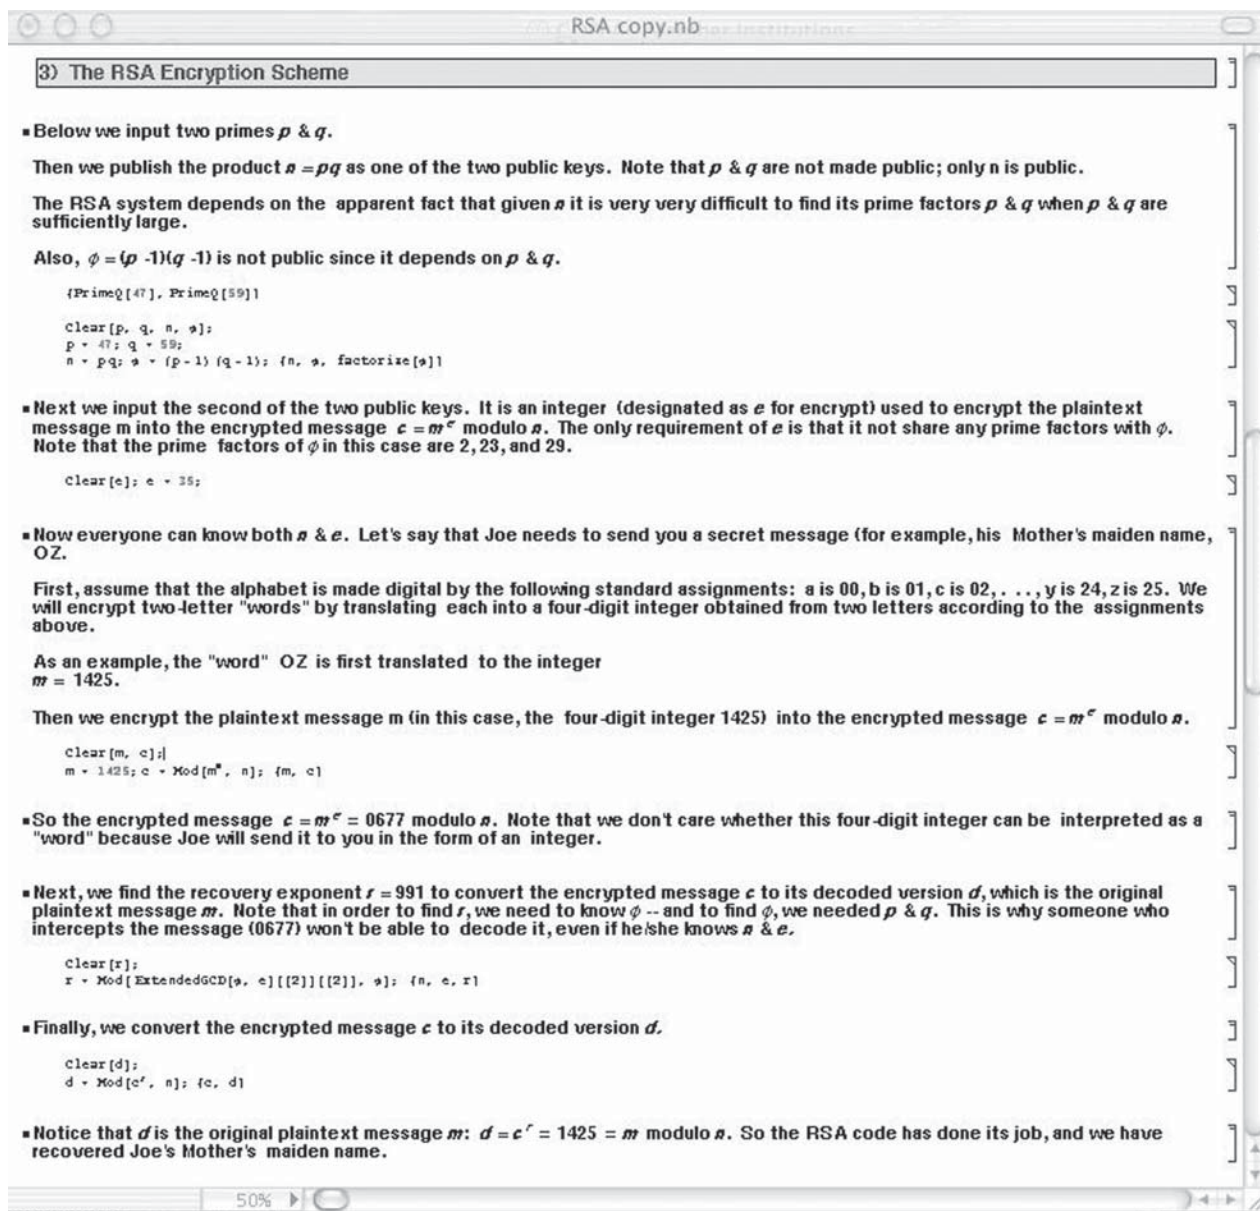 RSA copy.nb
3) The RSA Encryption Scheme
▪ Below we input two primes p & q.
Then we publish the product n = pq as one of the two public keys. Note that p & q are not made public; only n is public.
The RSA system depends on the apparent fact that given n it is very very difficult to find its prime factors p & q when p & q are
sufficiently large.
Also, ϕ = (p -1)(q -1) is not public since it depends on p & q.
{PrimeQ[47], PrimeQ[59]}
Clear[p, q, n, ϕ];
p = 47; q = 59;
n = pq; ϕ = (p - 1) (q - 1); {n, ϕ, factorize[ϕ]}
▪ Next we input the second of the two public keys. It is an integer (designated as e for encrypt) used to encrypt the plaintext
message m into the encrypted message c = m^e modulo n. The only requirement of e is that it not share any prime factors with ϕ.
Note that the prime factors of ϕ in this case are 2, 23, and 29.
Clear[e]; e = 35;
▪ Now everyone can know both n & e. Let's say that Joe needs to send you a secret message (for example, his Mother's maiden name,
OZ.
First, assume that the alphabet is made digital by the following standard assignments: a is 00, b is 01, c is 02, . . ., y is 24, z is 25. We
will encrypt two-letter "words" by translating each into a four-digit integer obtained from two letters according to the assignments
above.
As an example, the "word" OZ is first translated to the integer
m = 1425.
Then we encrypt the plaintext message m (in this case, the four-digit integer 1425) into the encrypted message c = m^e modulo n.
Clear[m, c];
m = 1425; c = Mod[m^e, n]; {m, c}
▪ So the encrypted message c = m^e = 0677 modulo n. Note that we don't care whether this four-digit integer can be interpreted as a
"word" because Joe will send it to you in the form of an integer.
▪ Next, we find the recovery exponent r = 991 to convert the encrypted message c to its decoded version d, which is the original
plaintext message m. Note that in order to find r, we need to know ϕ -- and to find ϕ, we needed p & q. This is why someone who
intercepts the message (0677) won't be able to decode it, even if he/she knows n & e.
Clear[r];
r = Mod[ExtendedGCD[ϕ, e][[2]][[2]], ϕ]; {n, e, r}
▪ Finally, we convert the encrypted message c to its decoded version d.
Clear[d];
d = Mod[c^r, n]; {c, d}
▪ Notice that d is the original plaintext message m: d = c^r = 1425 = m modulo n. So the RSA code has done its job, and we have
recovered Joe's Mother's maiden name.
50%